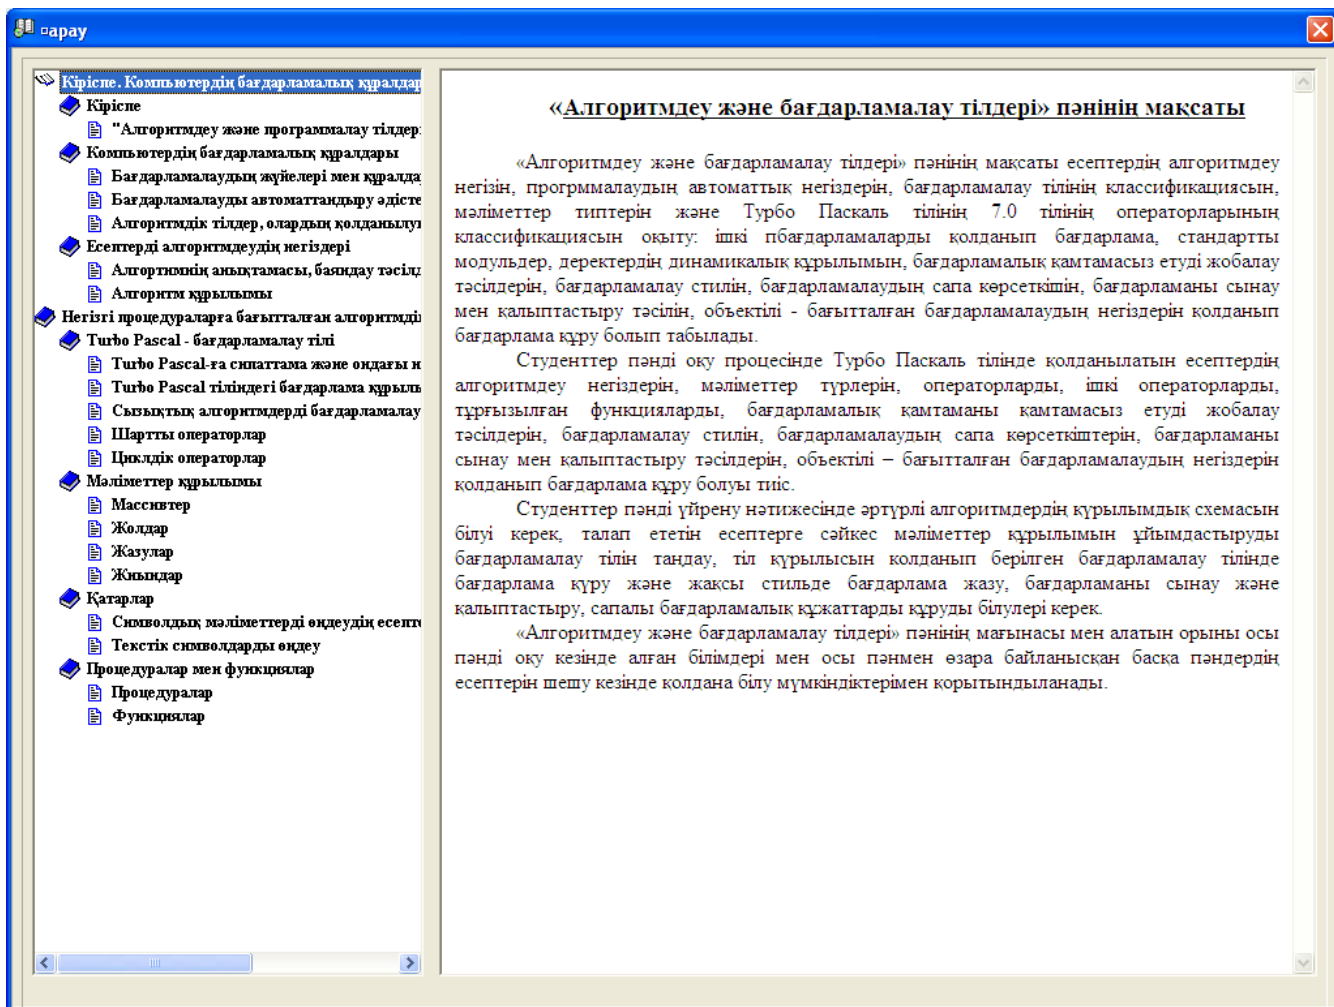 арау
Кіріспе. Компьютердің бағдарламалық құралдар
Кіріспе
"Алгоритмдеу және программалау тілдер
Компьютердің бағдарламалық құралдары
Бағдарламалаудың жүйелері мен құралда
Бағдарламалауды автоматтандыру әдісте
Алгоритмдік тілдер, олардың қолданылу
Есептерді алгоритмдеудің негіздері
Алгортимнің анықтамасы, баяндау тәсілд
Алгоритм құрылымы
Негізгі процедураларға бағытталған алгоритмді
Turbo Pascal - бағдарламалау тілі
Turbo Pascal-ға сипаттама және ондағы н
Turbo Pascal тіліндегі бағдарлама құрылы
Сызықтық алгоритмдерді бағдарламалау
Шартты операторлар
Циклдік операторлар
Мәліметтер құрылымы
Массивтер
Жолдар
Жазулар
Жиындар
Қатарлар
Символдық мәліметтерді өңдеудің есепте
Текстік символдарды өңдеу
Процедуралар мен функциялар
Процедуралар
Функциялар
«Алгоритмдеу және бағдарламалау тілдері» пәнінің мақсаты
«Алгоритмдеу және бағдарламалау тілдері» пәнінің мақсаты есептердің алгоритмдеу
негізін, прогрммалаудың автоматтық негіздерін, бағдарламалау тілінің классификациясын,
мәліметтер типтерін және Турбо Паскаль тілінің 7.0 тілінің операторларының
классификациясын оқыту: ішкі пбағдарламаларды қолданып бағдарлама, стандартты
модульдер, деректердің динамикалық құрылымын, бағдарламалық қамтамасыз етуді жобалау
тәсілдерін, бағдарламалау стилін, бағдарламалаудың сапа көрсеткішін, бағдарламаны сынау
мен қалыптастыру тәсілін, объектілі - бағытталған бағдарламалаудың негіздерін қолданып
бағдарлама құру болып табылады.
Студенттер пәнді оқу процесінде Турбо Паскаль тілінде қолданылатын есептердің
алгоритмдеу негіздерін, мәліметтер түрлерін, операторларды, ішкі операторларды,
тұрғызылған функцияларды, бағдарламалық қамтаманы қамтамасыз етуді жобалау
тәсілдерін, бағдарламалау стилін, бағдарламалаудың сапа көрсеткіштерін, бағдарламаны
сынау мен қалыптастыру тәсілдерін, объектілі – бағытталған бағдарламалаудың негіздерін
қолданып бағдарлама құру болуы тиіс.
Студенттер пәнді үйрену нәтижесінде әртүрлі алгоритмдердің құрылымдық схемасын
білуі керек, талап ететін есептерге сәйкес мәліметтер құрылымын ұйымдастыруды
бағдарламалау тілін таңдау, тіл құрылысын қолданып берілген бағдарламалау тілінде
бағдарлама құру және жақсы стильде бағдарлама жазу, бағдарламаны сынау және
қалыптастыру, сапалы бағдарламалық құжаттарды құруды білулері керек.
«Алгоритмдеу және бағдарламалау тілдері» пәнінің мағынасы мен алатын орыны осы
пәнді оқу кезінде алған білімдері мен осы пәнмен өзара байланысқан басқа пәндердің
есептерін шешу кезінде қолдана білу мүмкіндіктерімен қорытындыланады.